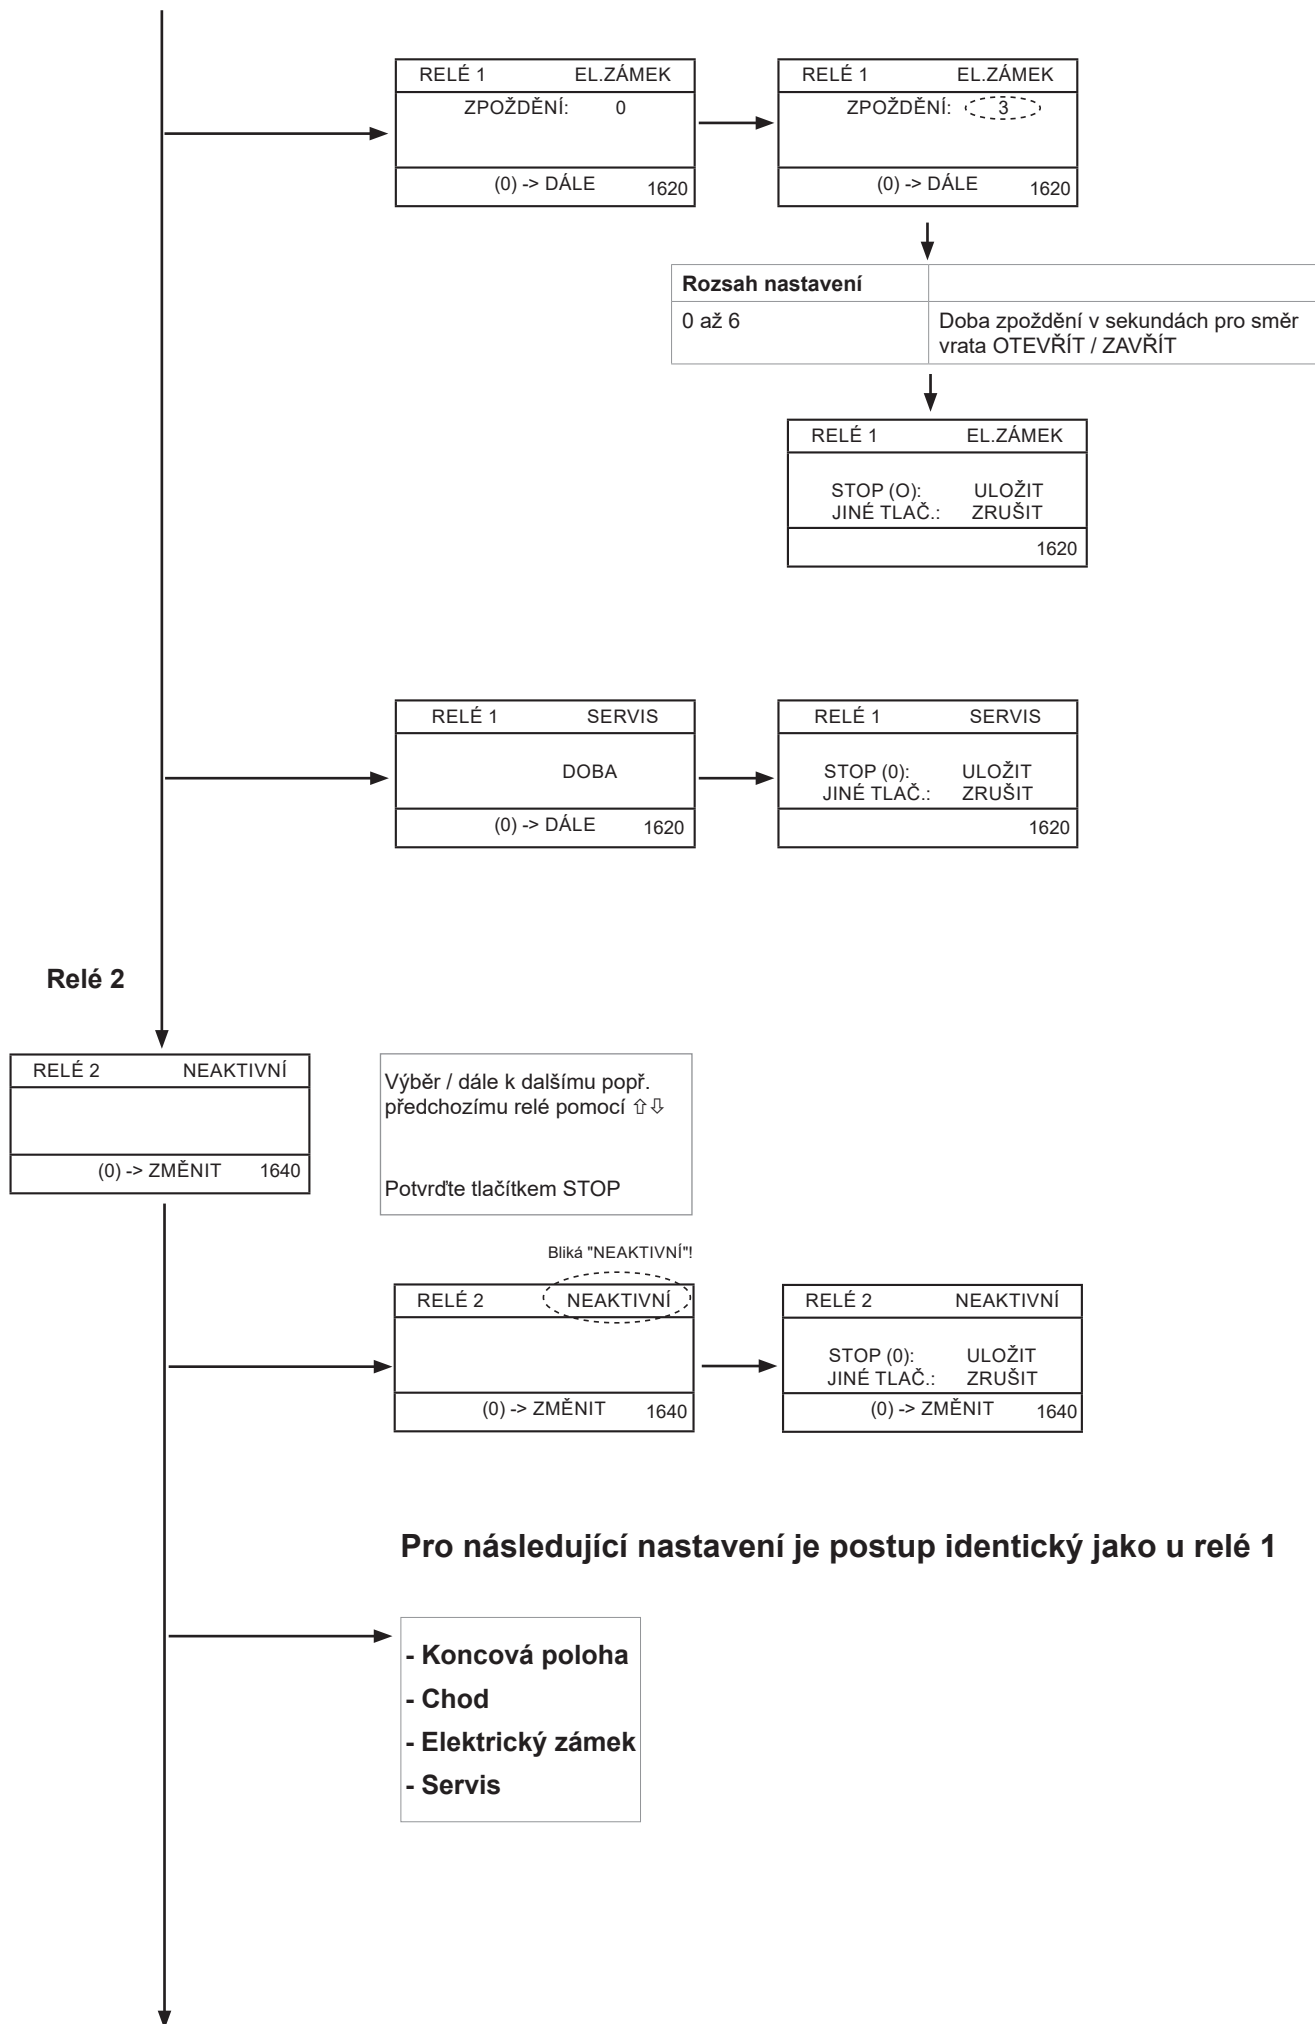 RELÉ 1 EL.ZÁMEK
ZPOŽDĚNÍ: 0
(0) -> DÁLE 1620
RELÉ 1 EL.ZÁMEK
ZPOŽDĚNÍ: 3
(0) -> DÁLE 1620
Rozsah nastavení
0 až 6 Doba zpoždění v sekundách pro směr
vrata OTEVŘÍT / ZAVŘÍT
RELÉ 1 EL.ZÁMEK
STOP (O): ULOŽIT
JINÉ TLAČ.: ZRUŠIT
1620
RELÉ 1 SERVIS
DOBA
(0) -> DÁLE 1620
RELÉ 1 SERVIS
STOP (0): ULOŽIT
JINÉ TLAČ.: ZRUŠIT
1620
Relé 2
RELÉ 2 NEAKTIVNÍ
(0) -> ZMĚNIT 1640
Výběr / dále k dalšímu popř.
předchozímu relé pomocí ⇧⇩
Potvrďte tlačítkem STOP
Bliká "NEAKTIVNÍ"!
RELÉ 2 NEAKTIVNÍ
(0) -> ZMĚNIT 1640
RELÉ 2 NEAKTIVNÍ
STOP (0): ULOŽIT
JINÉ TLAČ.: ZRUŠIT
(0) -> ZMĚNIT 1640
Pro následující nastavení je postup identický jako u relé 1
- Koncová poloha
- Chod
- Elektrický zámek
- Servis